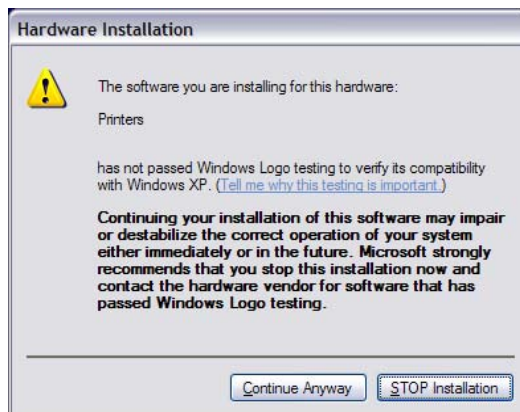 Hardware Installation
The software you are installing for this hardware:
Printers
has not passed Windows Logo testing to verify its compatibility
with Windows XP. (Tell me why this testing is important.)
Continuing your installation of this software may impair
or destabilize the correct operation of your system
either immediately or in the future. Microsoft strongly
recommends that you stop this installation now and
contact the hardware vendor for software that has
passed Windows Logo testing.
Continue Anyway
STOP Installation